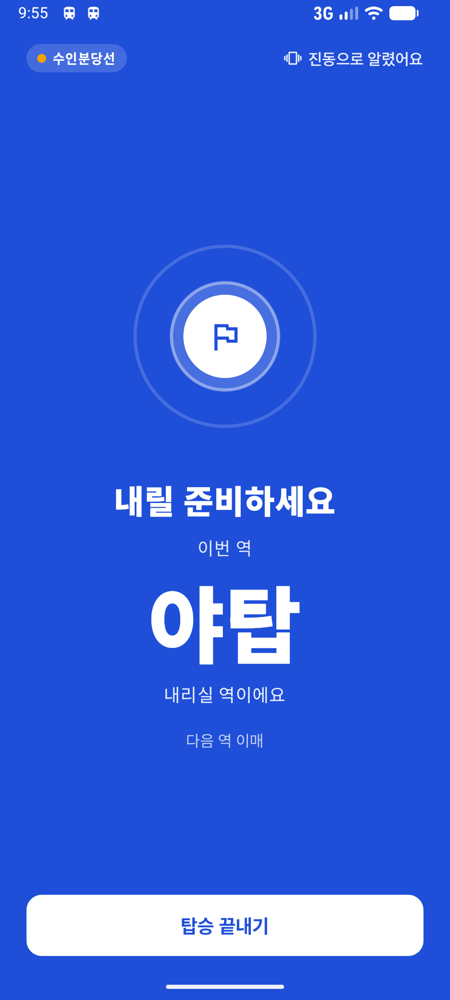 9:55
3G
수인분당선
진동으로 알렸어요
내릴 준비하세요
이번 역
야탑
내리실 역이에요
다음 역 이매
탑승 끝내기